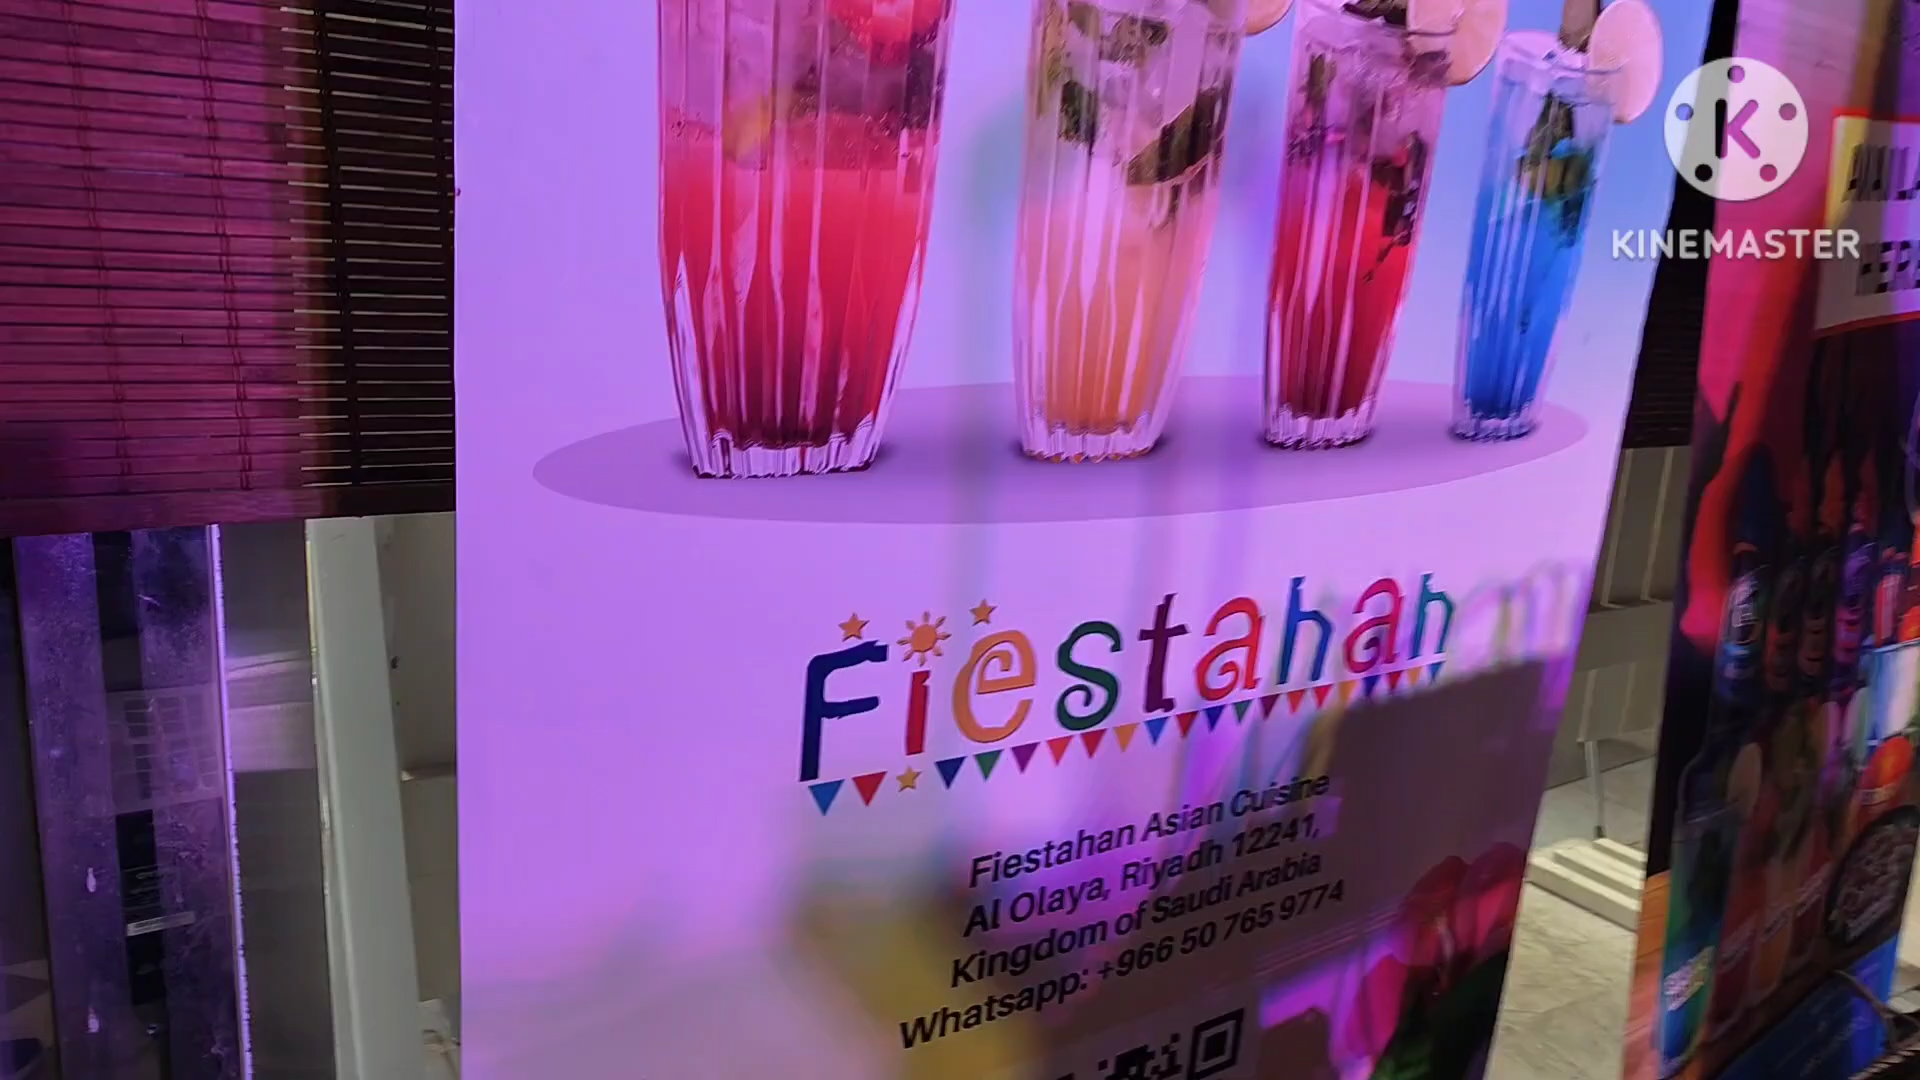 K
KINEMASTER
Fiestahan
Fiestahan Asian Cuisine
Al Olaya, Riyadh 12241,
Kingdom of Saudi Arabia
Whatsapp: +966 50 765 9774